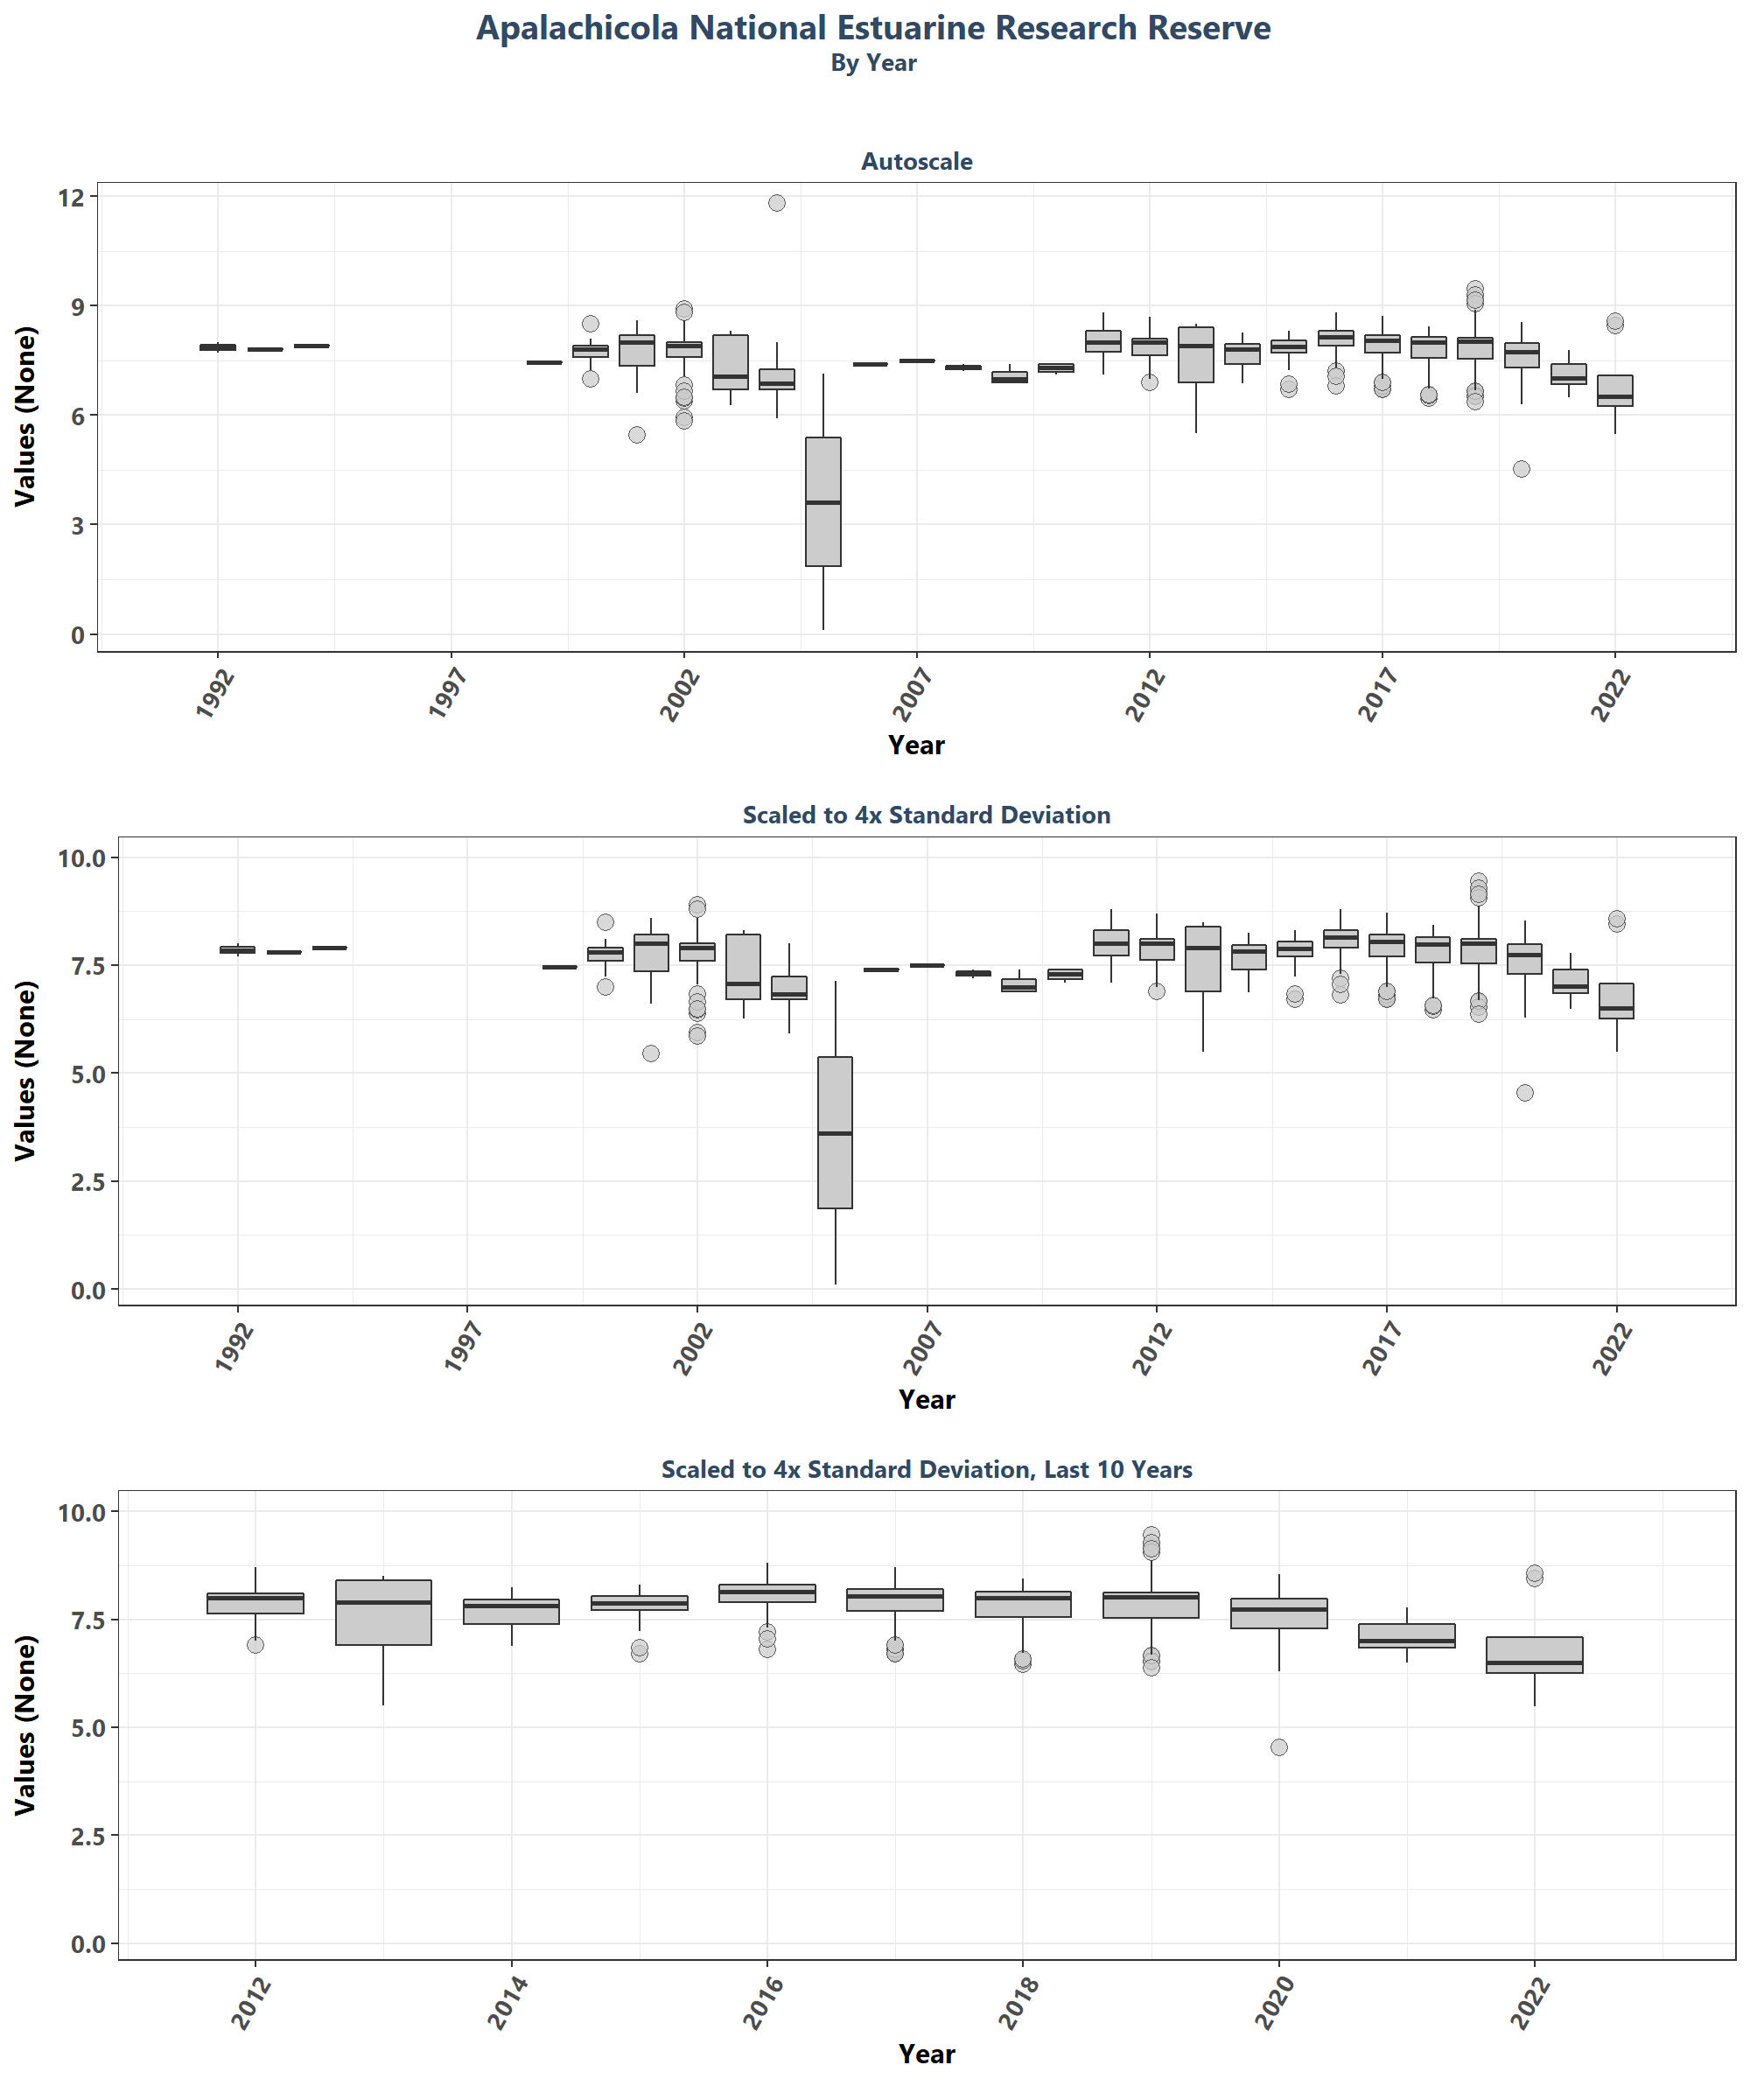 Apalachicola National Estuarine Research Reserve
By Year
Autoscale
Values (None)
12
9
6
3
0
1992 1997 2002 2007 2012 2017 2022
Year
Scaled to 4x Standard Deviation
Values (None)
10.0
7.5
5.0
2.5
0.0
1992 1997 2002 2007 2012 2017 2022
Year
Scaled to 4x Standard Deviation, Last 10 Years
Values (None)
10.0
7.5
5.0
2.5
0.0
2012 2014 2016 2018 2020 2022
Year